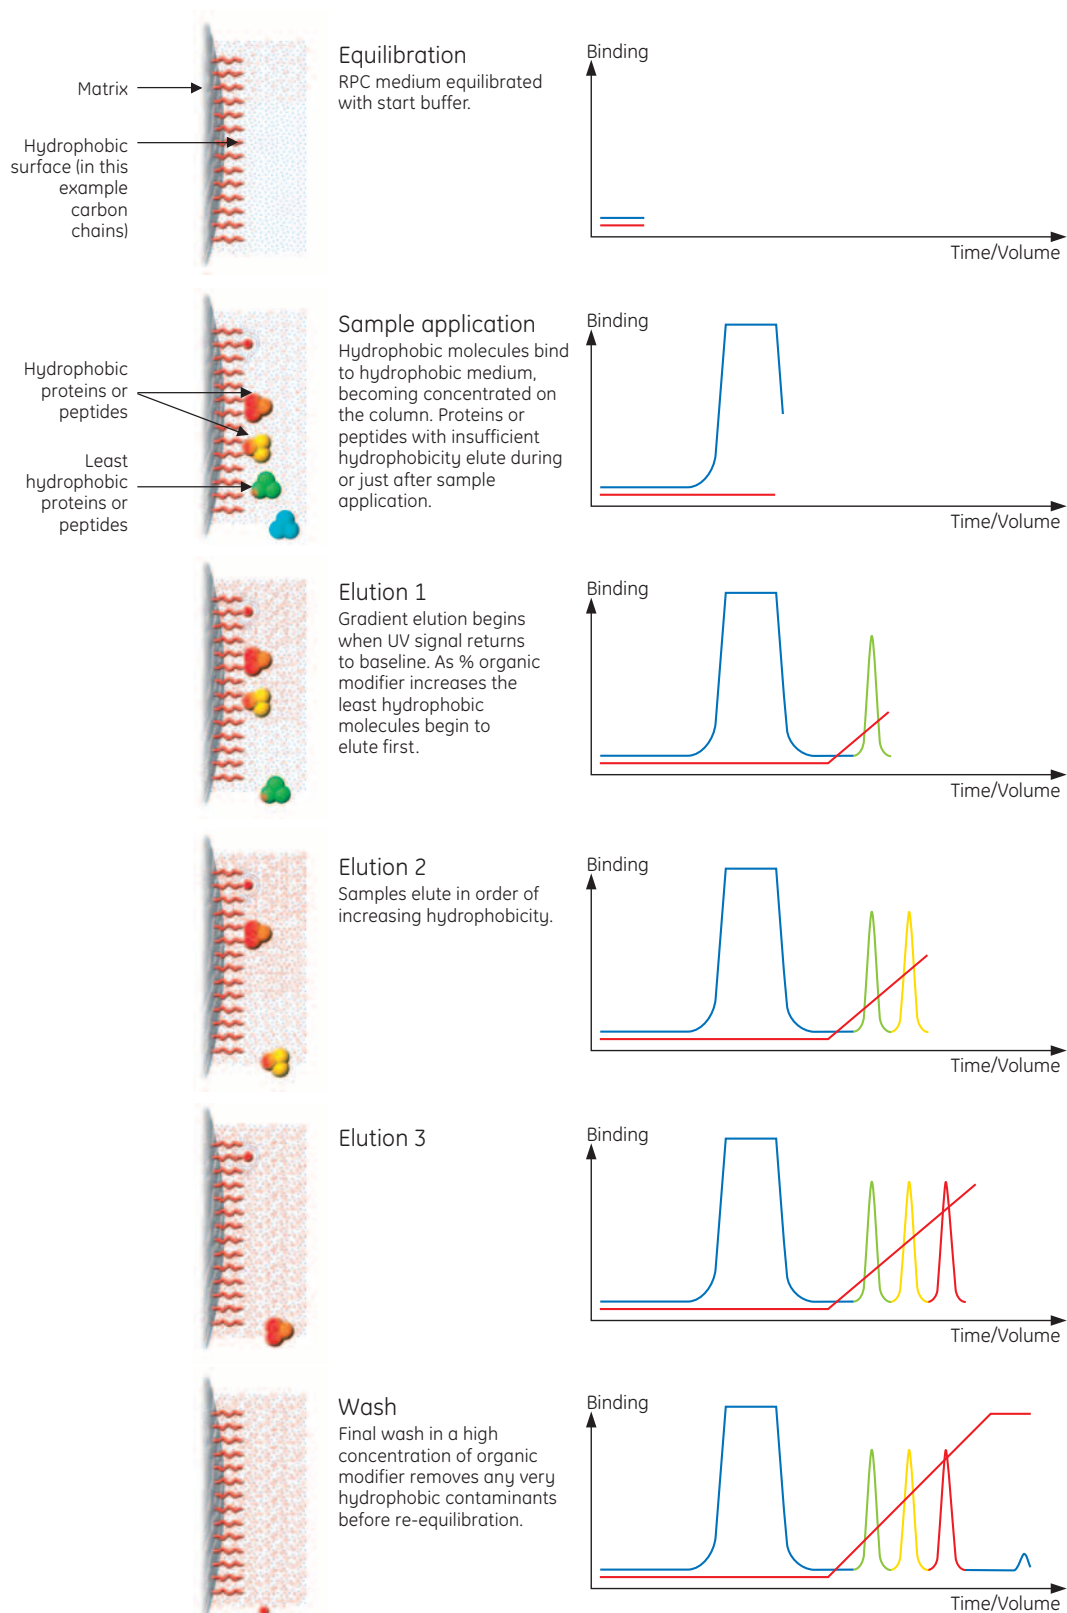 Equilibration
RPC medium equilibrated
with start buffer.
Matrix
Hydrophobic
surface (in this
example
carbon
chains)
Binding
Time/Volume
Sample application
Hydrophobic molecules bind
to hydrophobic medium,
becoming concentrated on
the column. Proteins or
peptides with insufficient
hydrophobicity elute during
or just after sample
application.
Hydrophobic
proteins or
peptides
Least
hydrophobic
proteins or
peptides
Binding
Time/Volume
Elution 1
Gradient elution begins
when UV signal returns
to baseline. As % organic
modifier increases the
least hydrophobic
molecules begin to
elute first.
Binding
Time/Volume
Elution 2
Samples elute in order of
increasing hydrophobicity.
Binding
Time/Volume
Elution 3
Binding
Time/Volume
Wash
Final wash in a high
concentration of organic
modifier removes any very
hydrophobic contaminants
before re-equilibration.
Binding
Time/Volume